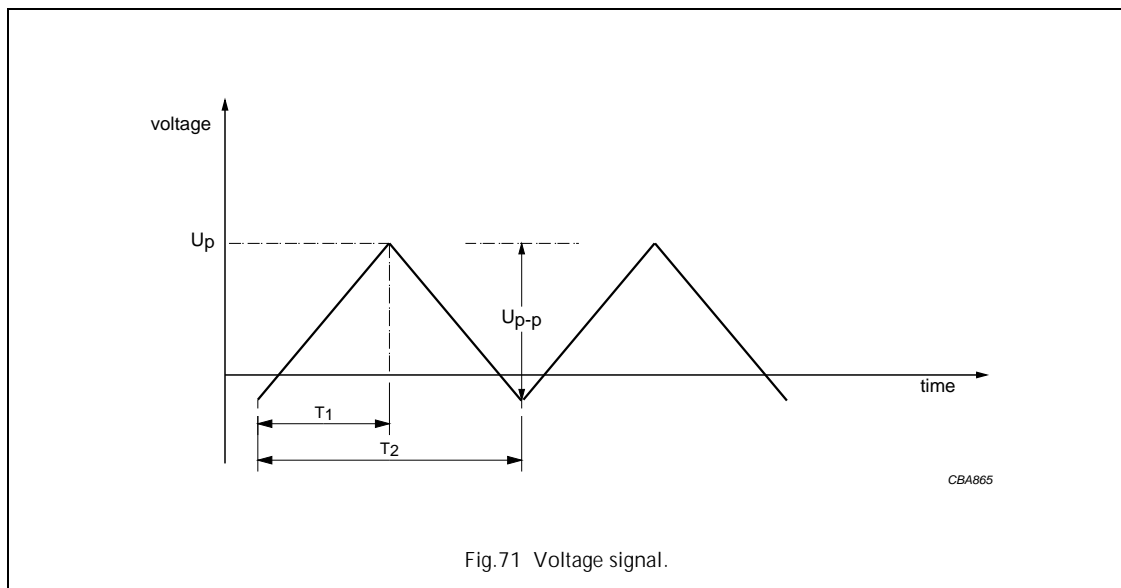 voltage
Up
Up-p
time
T1
T2
CBA865
Fig.71 Voltage signal.